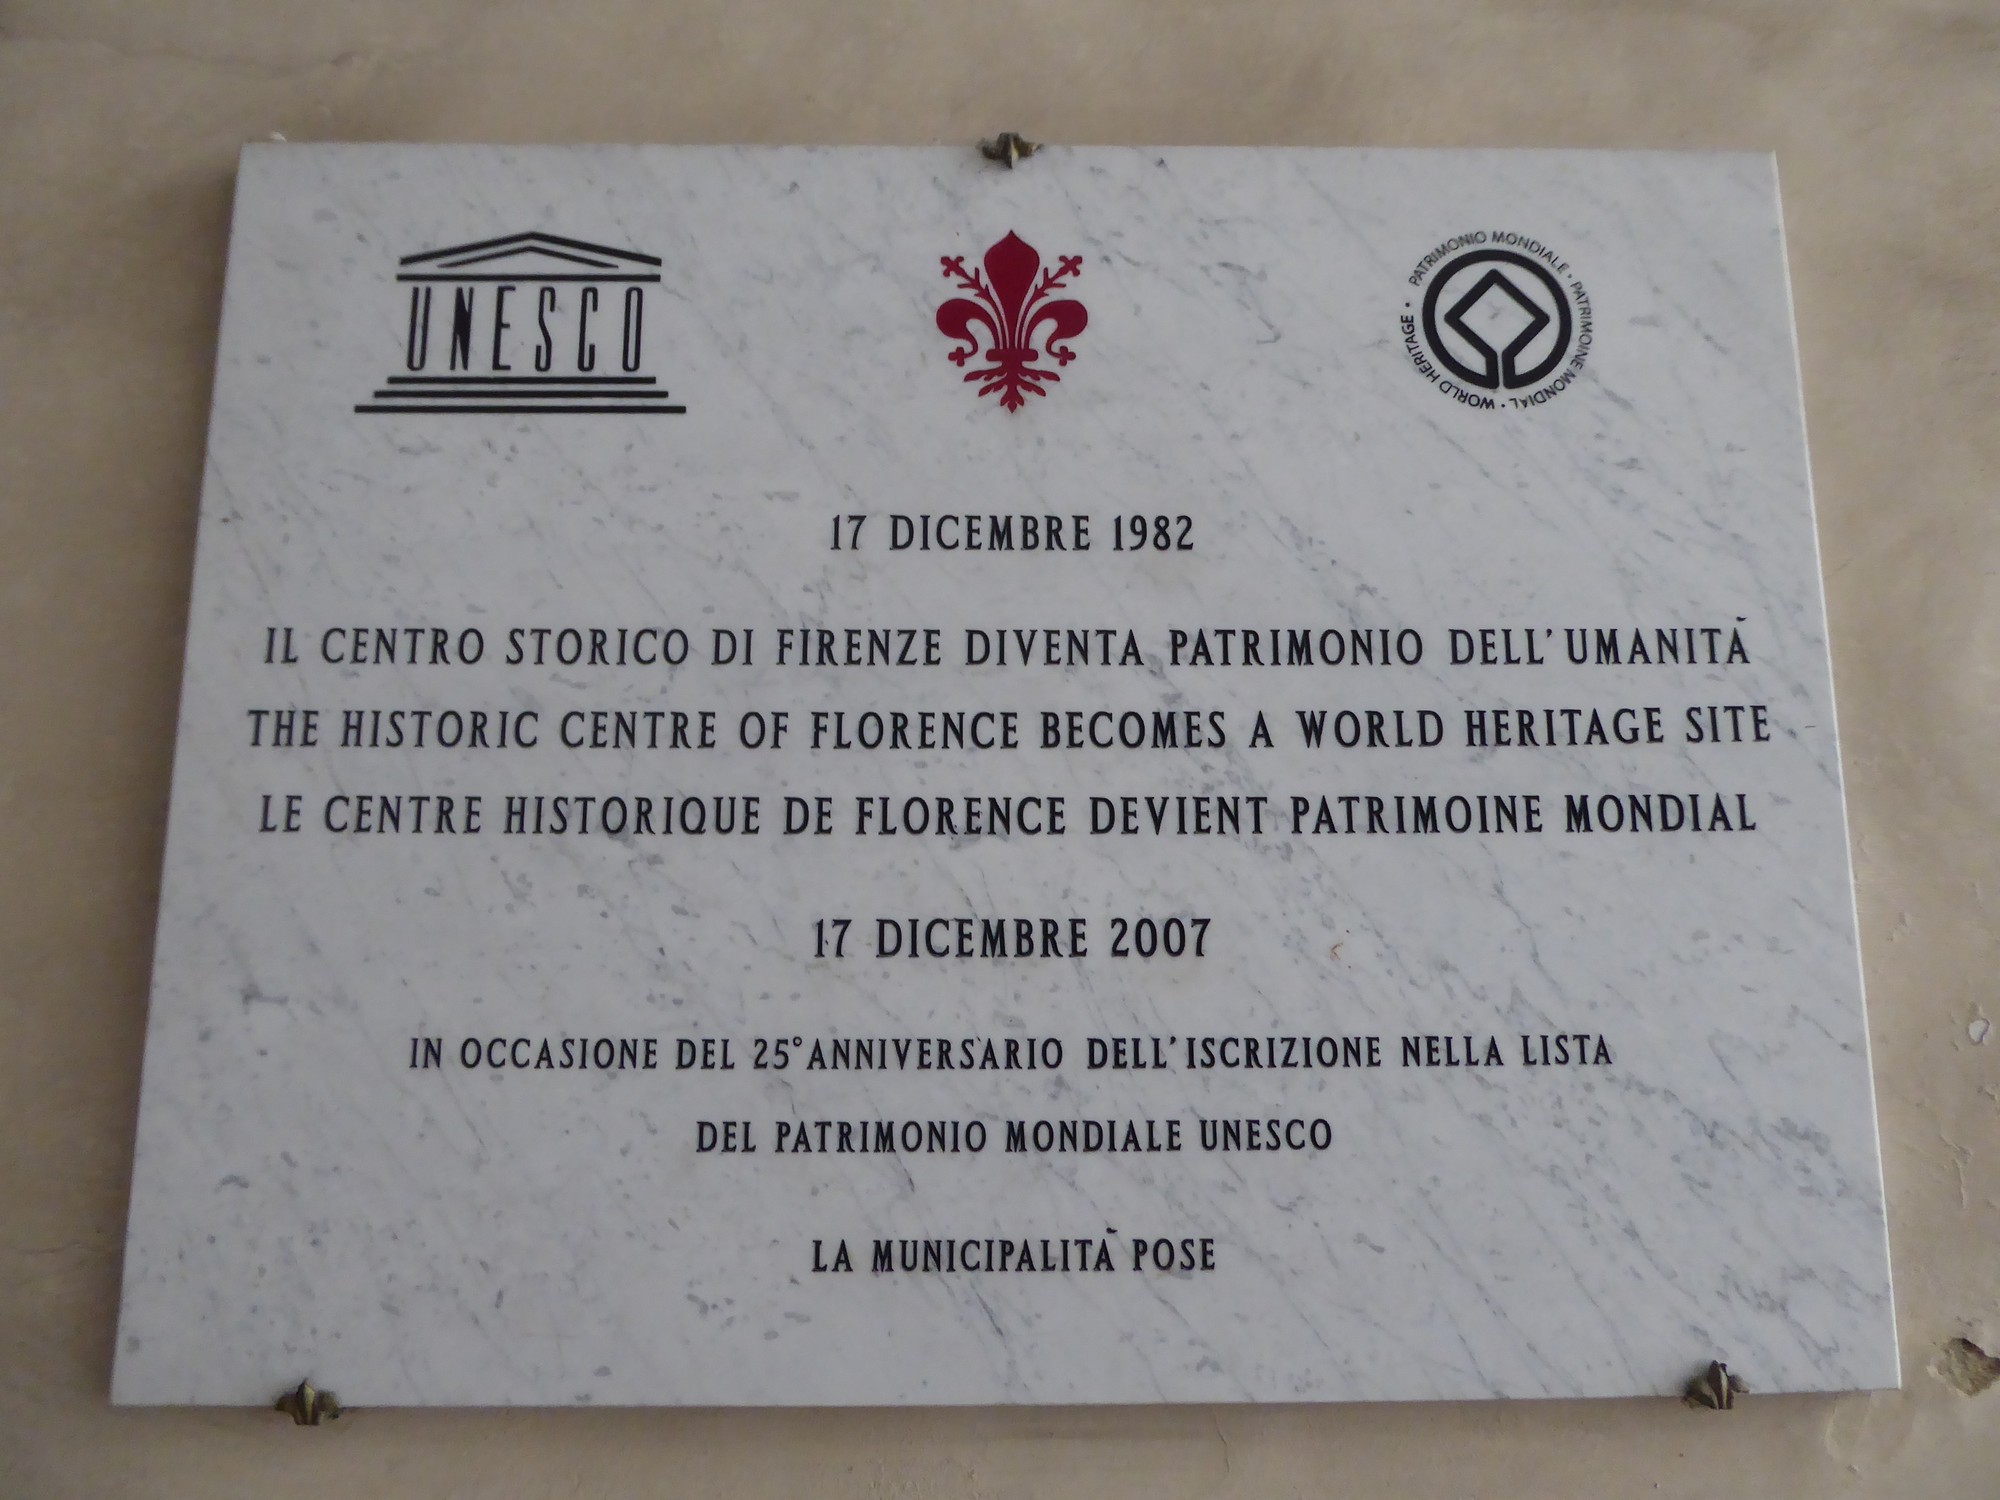 UNESCO
PATRIMONIO MONDIALE • PATRIMOINE MONDIAL • WORLD HERITAGE •
17 DICEMBRE 1982
IL CENTRO STORICO DI FIRENZE DIVENTA PATRIMONIO DELL'UMANITÀ
THE HISTORIC CENTRE OF FLORENCE BECOMES A WORLD HERITAGE SITE
LE CENTRE HISTORIQUE DE FLORENCE DEVIENT PATRIMOINE MONDIAL
17 DICEMBRE 2007
IN OCCASIONE DEL 25° ANNIVERSARIO DELL'ISCRIZIONE NELLA LISTA
DEL PATRIMONIO MONDIALE UNESCO
LA MUNICIPALITÀ POSE